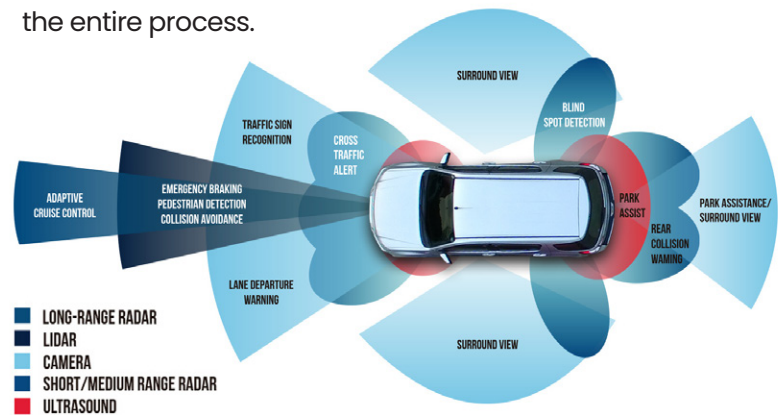 the entire process.
SURROUND VIEW
BLIND
SPOT DETECTION
TRAFFIC SIGN
RECOGNITION
CROSS
TRAFFIC
ALERT
ADAPTIVE
CRUISE CONTROL
EMERGENCY BRAKING
PEDESTRIAN DETECTION
COLLISION AVOIDANCE
PARK
ASSIST
PARK ASSISTANCE/
SURROUND VIEW
REAR
COLLISION
WAMING
LANE DEPARTURE
WARNING
SURROUND VIEW
LONG-RANGE RADAR
LIDAR
CAMERA
SHORT/MEDIUM RANGE RADAR
ULTRASOUND